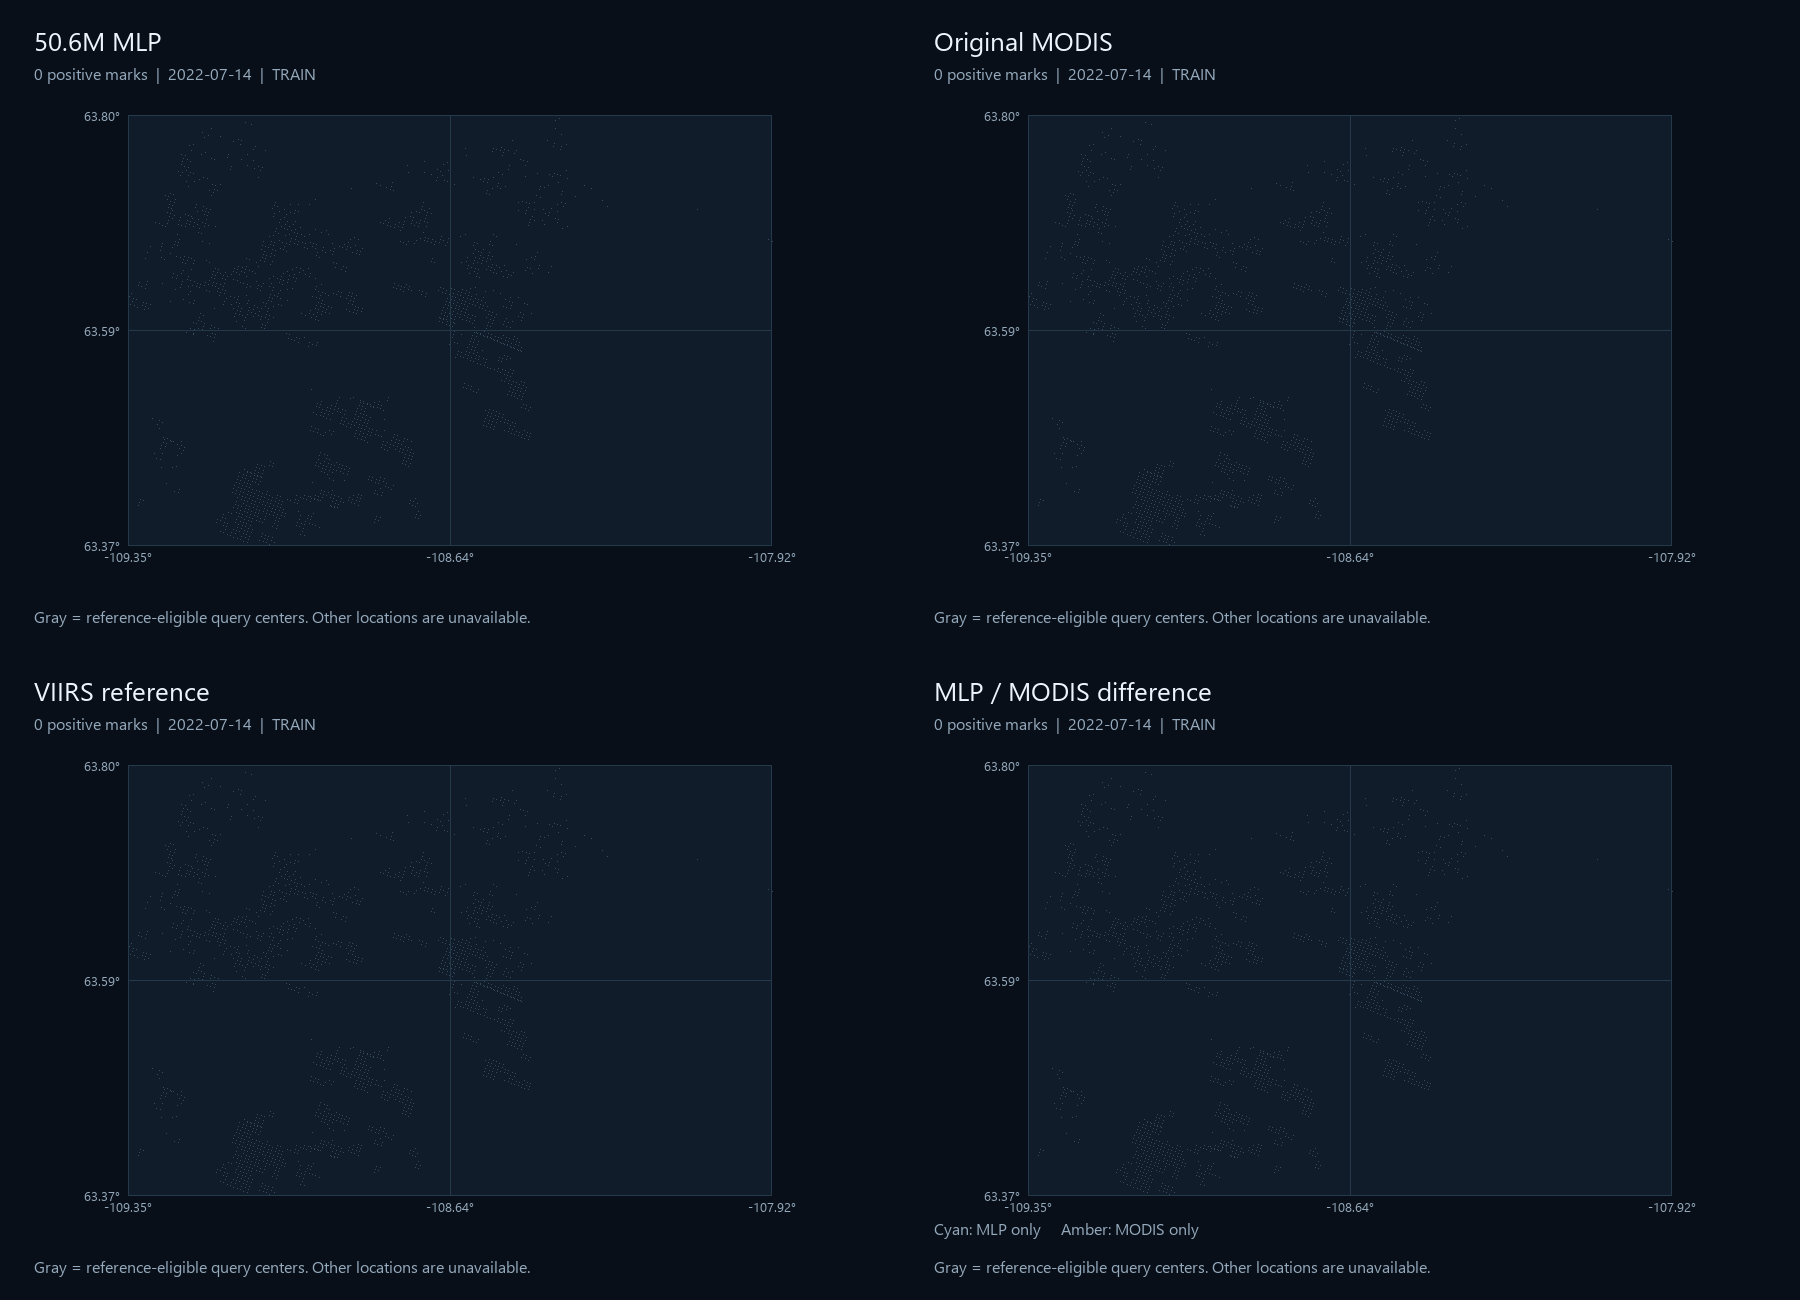 50.6M MLP
0 positive marks | 2022-07-14 | TRAIN
63.80°
63.59°
63.37°
-109.35°
-108.64°
-107.92°
Gray = reference-eligible query centers. Other locations are unavailable.
Original MODIS
0 positive marks | 2022-07-14 | TRAIN
63.80°
63.59°
63.37°
-109.35°
-108.64°
-107.92°
Gray = reference-eligible query centers. Other locations are unavailable.
VIIRS reference
0 positive marks | 2022-07-14 | TRAIN
63.80°
63.59°
63.37°
-109.35°
-108.64°
-107.92°
Gray = reference-eligible query centers. Other locations are unavailable.
MLP / MODIS difference
0 positive marks | 2022-07-14 | TRAIN
63.80°
63.59°
63.37°
-109.35°
-108.64°
-107.92°
Cyan: MLP only Amber: MODIS only
Gray = reference-eligible query centers. Other locations are unavailable.